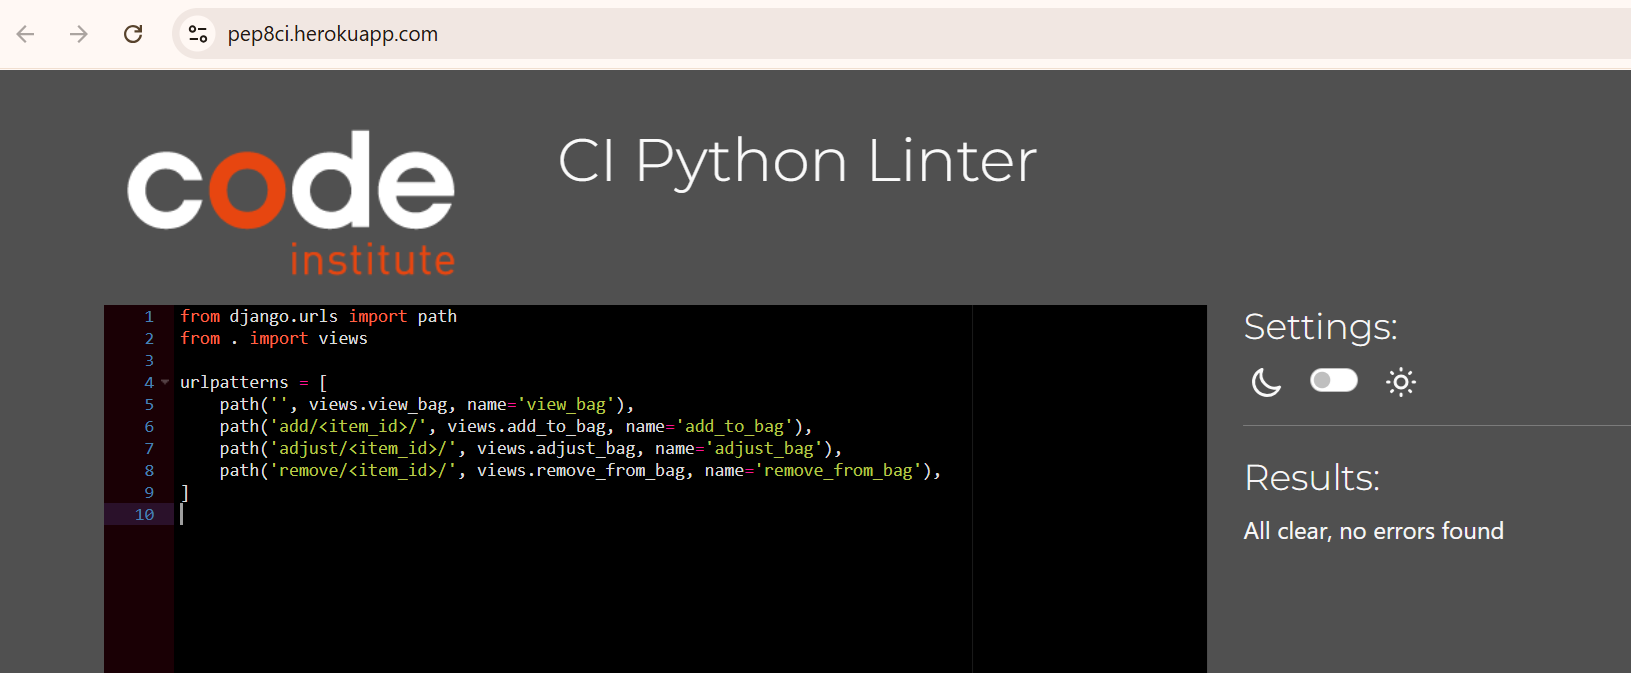 pep8ci.herokuapp.com
code
institute
CI Python Linter
1 from django.urls import path
2 from . import views
3
4 urlpatterns = [
5     path('', views.view_bag, name='view_bag'),
6     path('add/<item_id>/', views.add_to_bag, name='add_to_bag'),
7     path('adjust/<item_id>/', views.adjust_bag, name='adjust_bag'),
8     path('remove/<item_id>/', views.remove_from_bag, name='remove_from_bag'),
9 ]
10
Settings:
Results:
All clear, no errors found